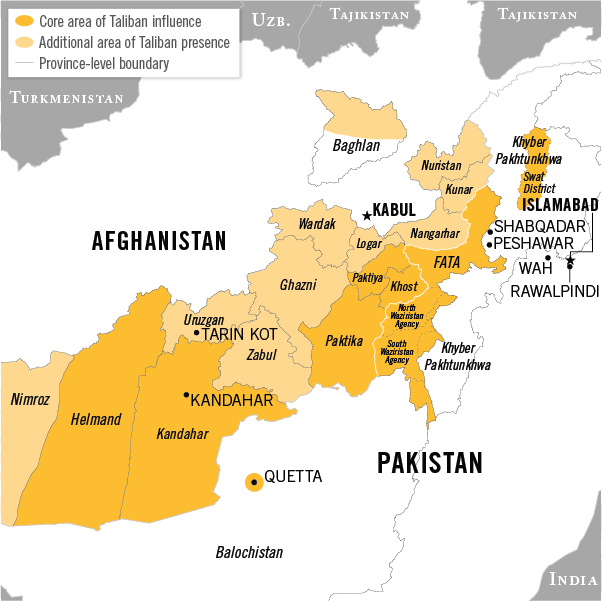 Core area of Taliban influence
Additional area of Taliban presence
Province-level boundary
UZB.
TAJIKISTAN
TAJIKISTAN
TURKMENISTAN
Baghlan
Khyber
Pakhtunkhwa
Swat
District
Nuristan
Kunar
ISLAMABAD
KABUL
Wardak
Nangarhar
SHABQADAR
PESHAWAR
AFGHANISTAN
Logar
FATA
WAH
Ghazni
Paktiya
Khost
RAWALPINDI
Uruzgan
TARIN KOT
North
Waziristan
Agency
Paktika
South
Waziristan
Agency
Khyber
Pakhtunkhwa
Zabul
Nimroz
Helmand
KANDAHAR
Kandahar
PAKISTAN
QUETTA
Balochistan
INDIA